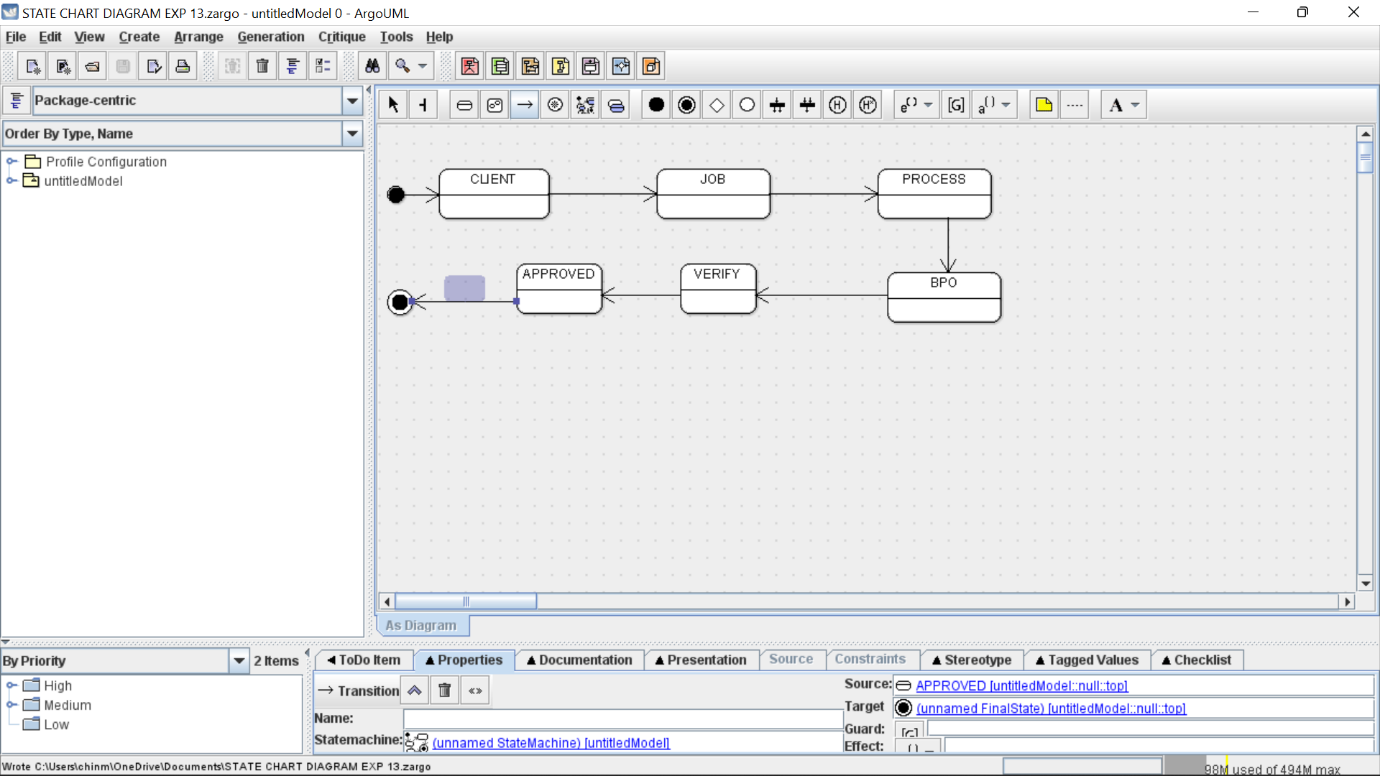 STATE CHART DIAGRAM EXP 13.zargo - untitledModel 0 - ArgoUML
File Edit View Create Arrange Generation Critique Tools Help
Package-centric
Order By Type, Name
Profile Configuration
untitledModel
[G]
CLIENT JOB PROCESS
APPROVED VERIFY BPO
As Diagram
By Priority 2 Items
High
Medium
Low
ToDo Item Properties Documentation Presentation Source Constraints Stereotype Tagged Values Checklist
Transition
Name:
Statemachine: (unnamed StateMachine) [untitledModel]
Source: APPROVED [untitledModel::null::top]
Target (unnamed FinalState) [untitledModel::null::top]
Guard:
Effect:
Wrote C:\Users\chinm\OneDrive\Documents\STATE CHART DIAGRAM EXP 13.zargo
98M used of 494M max